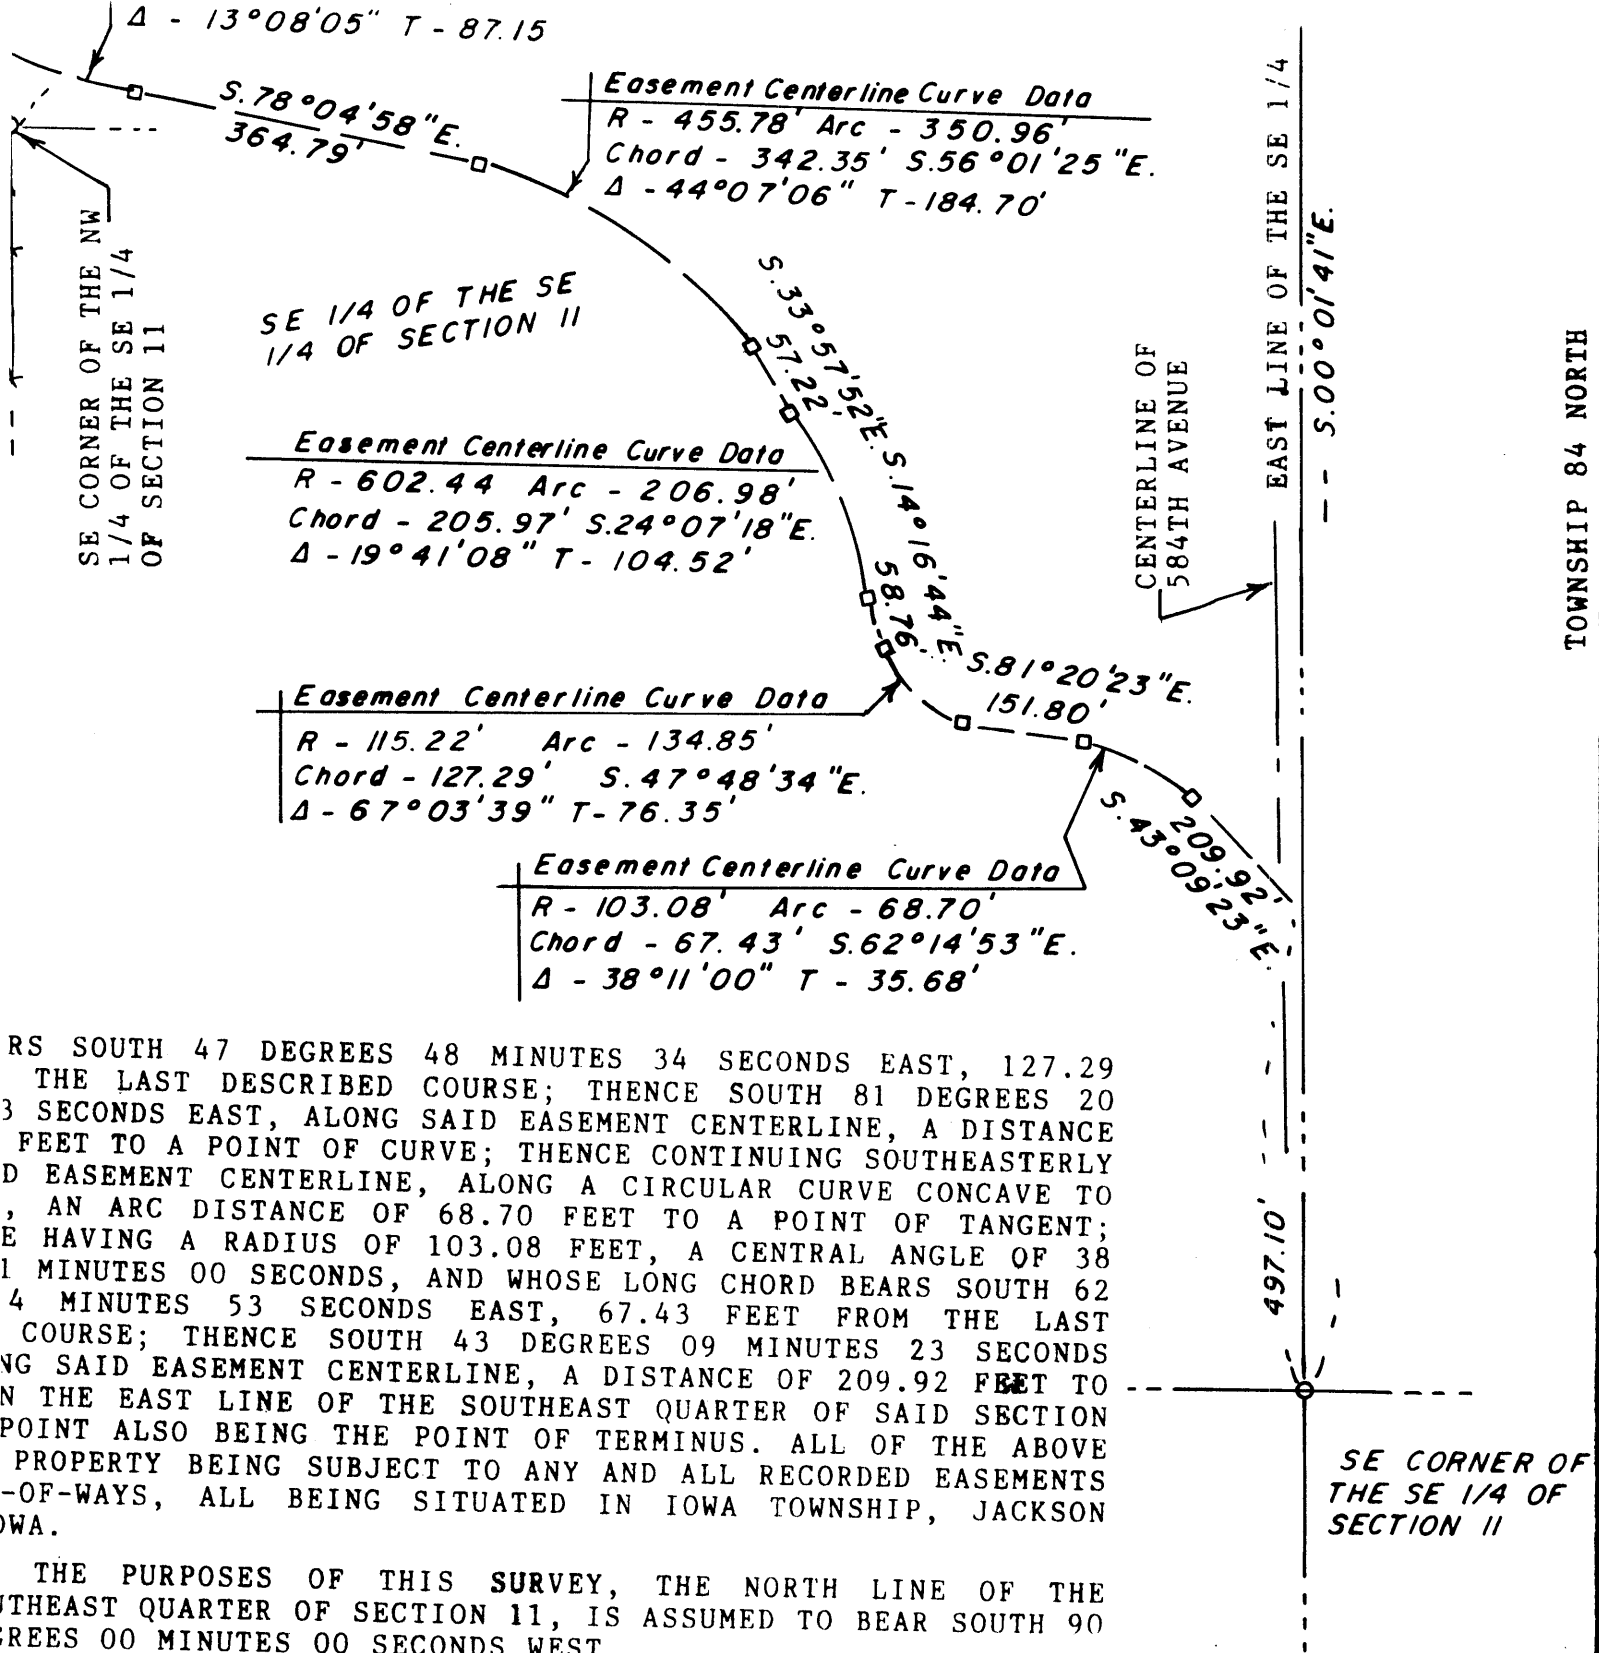 Δ - 13°08'05" T - 87.15
S.78°04'58"E.
364.79'
Easement Centerline Curve Data
R - 455.78' Arc - 350.96'
Chord - 342.35' S.56°01'25"E.
Δ - 44°07'06" T - 184.70'
SE CORNER OF THE NW
1/4 OF THE SE 1/4
OF SECTION 11
SE 1/4 OF THE SE
1/4 OF SECTION 11
S.33°57'52"E.
57.22'
Easement Centerline Curve Data
R - 602.44 Arc - 206.98'
Chord - 205.97' S.24°07'18"E.
Δ - 19°41'08" T - 104.52'
S.14°16'44"E.
58.76
CENTERLINE OF
584TH AVENUE
EAST LINE OF THE SE 1/4
S.00°01'41"E.
TOWNSHIP 84 NORTH
S.81°20'23"E.
151.80'
Easement Centerline Curve Data
R - 115.22' Arc - 134.85'
Chord - 127.29' S.47°48'34"E.
Δ - 67°03'39" T - 76.35'
209.92'
S.43°09'23"E.
Easement Centerline Curve Data
R - 103.08' Arc - 68.70'
Chord - 67.43' S.62°14'53"E.
Δ - 38°11'00" T - 35.68'
RS SOUTH 47 DEGREES 48 MINUTES 34 SECONDS EAST, 127.29
THE LAST DESCRIBED COURSE; THENCE SOUTH 81 DEGREES 20
3 SECONDS EAST, ALONG SAID EASEMENT CENTERLINE, A DISTANCE
FEET TO A POINT OF CURVE; THENCE CONTINUING SOUTHEASTERLY
D EASEMENT CENTERLINE, ALONG A CIRCULAR CURVE CONCAVE TO
, AN ARC DISTANCE OF 68.70 FEET TO A POINT OF TANGENT;
E HAVING A RADIUS OF 103.08 FEET, A CENTRAL ANGLE OF 38
1 MINUTES 00 SECONDS, AND WHOSE LONG CHORD BEARS SOUTH 62
4 MINUTES 53 SECONDS EAST, 67.43 FEET FROM THE LAST
COURSE; THENCE SOUTH 43 DEGREES 09 MINUTES 23 SECONDS
NG SAID EASEMENT CENTERLINE, A DISTANCE OF 209.92 FEET TO
N THE EAST LINE OF THE SOUTHEAST QUARTER OF SAID SECTION
POINT ALSO BEING THE POINT OF TERMINUS. ALL OF THE ABOVE
PROPERTY BEING SUBJECT TO ANY AND ALL RECORDED EASEMENTS
-OF-WAYS, ALL BEING SITUATED IN IOWA TOWNSHIP, JACKSON
OWA.
THE PURPOSES OF THIS SURVEY, THE NORTH LINE OF THE
UTHEAST QUARTER OF SECTION 11, IS ASSUMED TO BEAR SOUTH 90
GREES 00 MINUTES 00 SECONDS WEST
497.10'
SE CORNER OF
THE SE 1/4 OF
SECTION 11